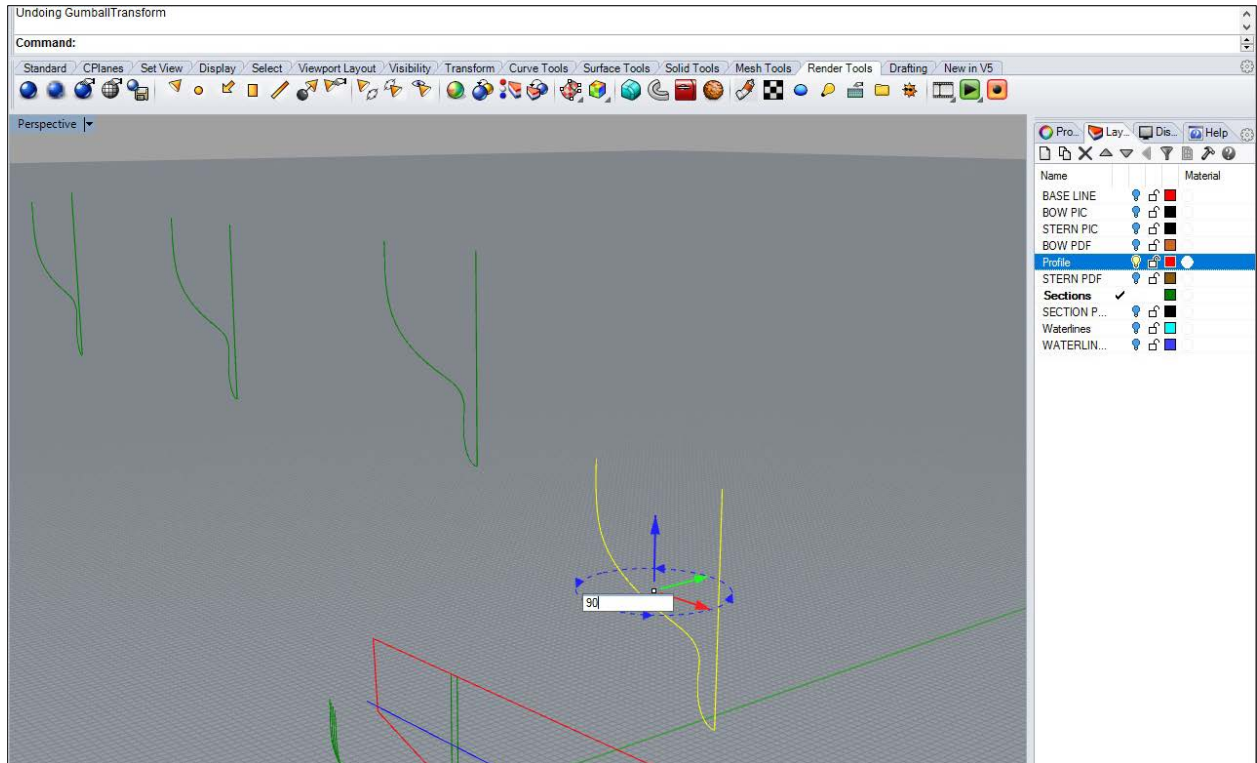 Undoing GumballTransform
Command:
Standard CPlanes Set View Display Select Viewport Layout Visibility Transform Curve Tools Surface Tools Solid Tools Mesh Tools Render Tools Drafting New in V5
Perspective
Pro... Lay... Dis... Help
Name Material
BASE LINE
BOW PIC
STERN PIC
BOW PDF
Profile
STERN PDF
Sections
SECTION P...
Waterlines
WATERLIN...
90